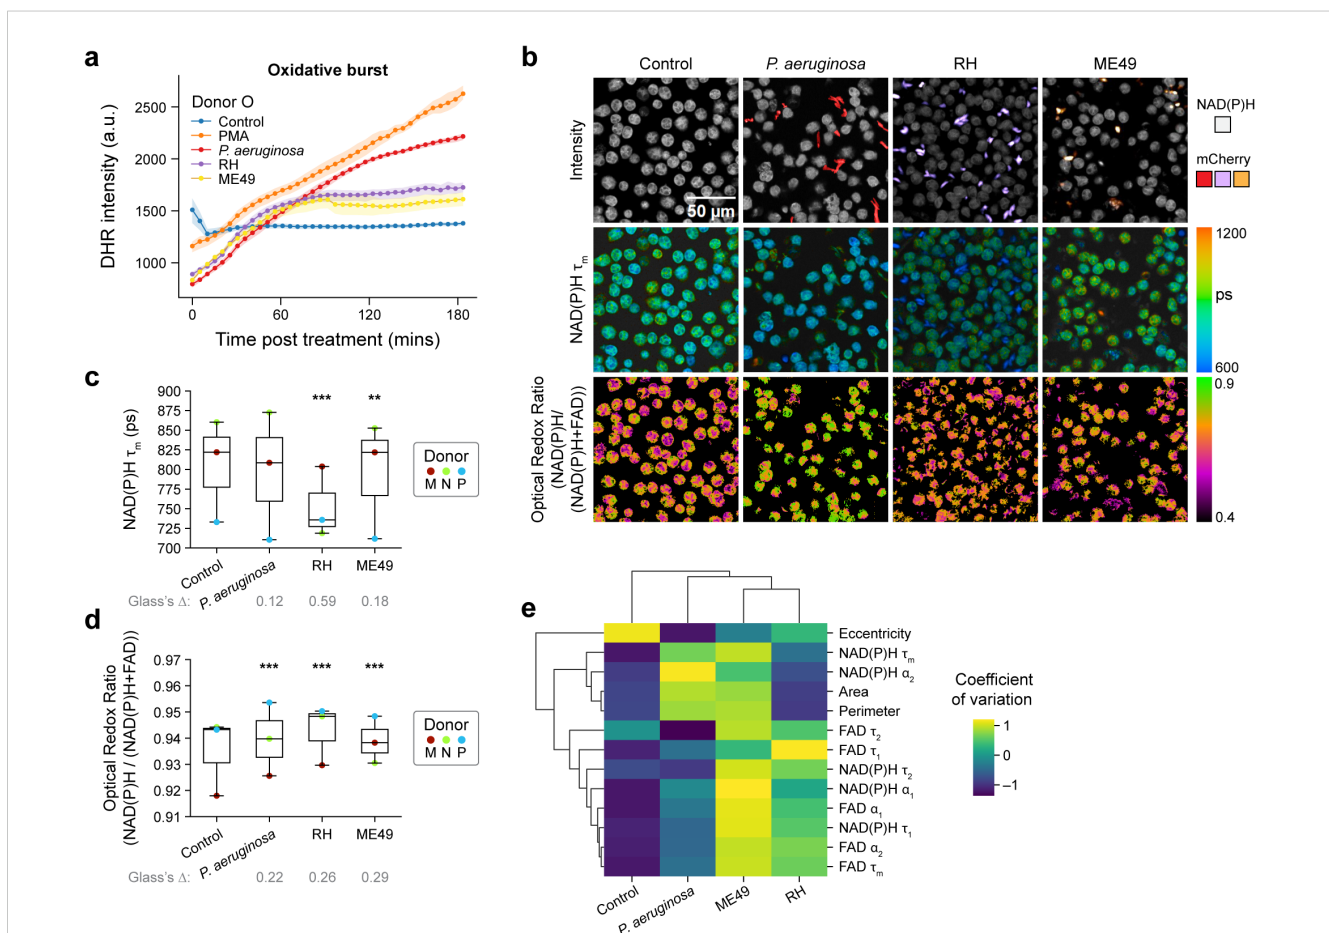 a
Oxidative burst
Donor O
Control
PMA
P. aeruginosa
RH
ME49
DHR intensity (a.u.)
2500
2000
1500
1000
0
60
120
180
Time post treatment (mins)
b
Control
P. aeruginosa
RH
ME49
Intensity
50 µm
NAD(P)H
mCherry
NAD(P)H τm
1200
ps
600
Optical Redox Ratio
(NAD(P)H/
(NAD(P)H+FAD))
0.9
0.4
c
NAD(P)H τm (ps)
900
875
850
825
800
775
750
725
700
***
**
Donor
M N P
Control
P. aeruginosa
RH
ME49
Glass's Δ:
0.12
0.59
0.18
d
Optical Redox Ratio
(NAD(P)H / (NAD(P)H+FAD))
0.97
0.96
0.95
0.94
0.93
0.92
0.91
***
***
***
Donor
M N P
Control
P. aeruginosa
RH
ME49
Glass's Δ:
0.22
0.26
0.29
e
Eccentricity
NAD(P)H τm
NAD(P)H α2
Area
Perimeter
FAD τ2
FAD τ1
NAD(P)H τ2
NAD(P)H α1
FAD α1
NAD(P)H τ1
FAD α2
FAD τm
Control
P. aeruginosa
ME49
RH
Coefficient
of variation
1
0
−1